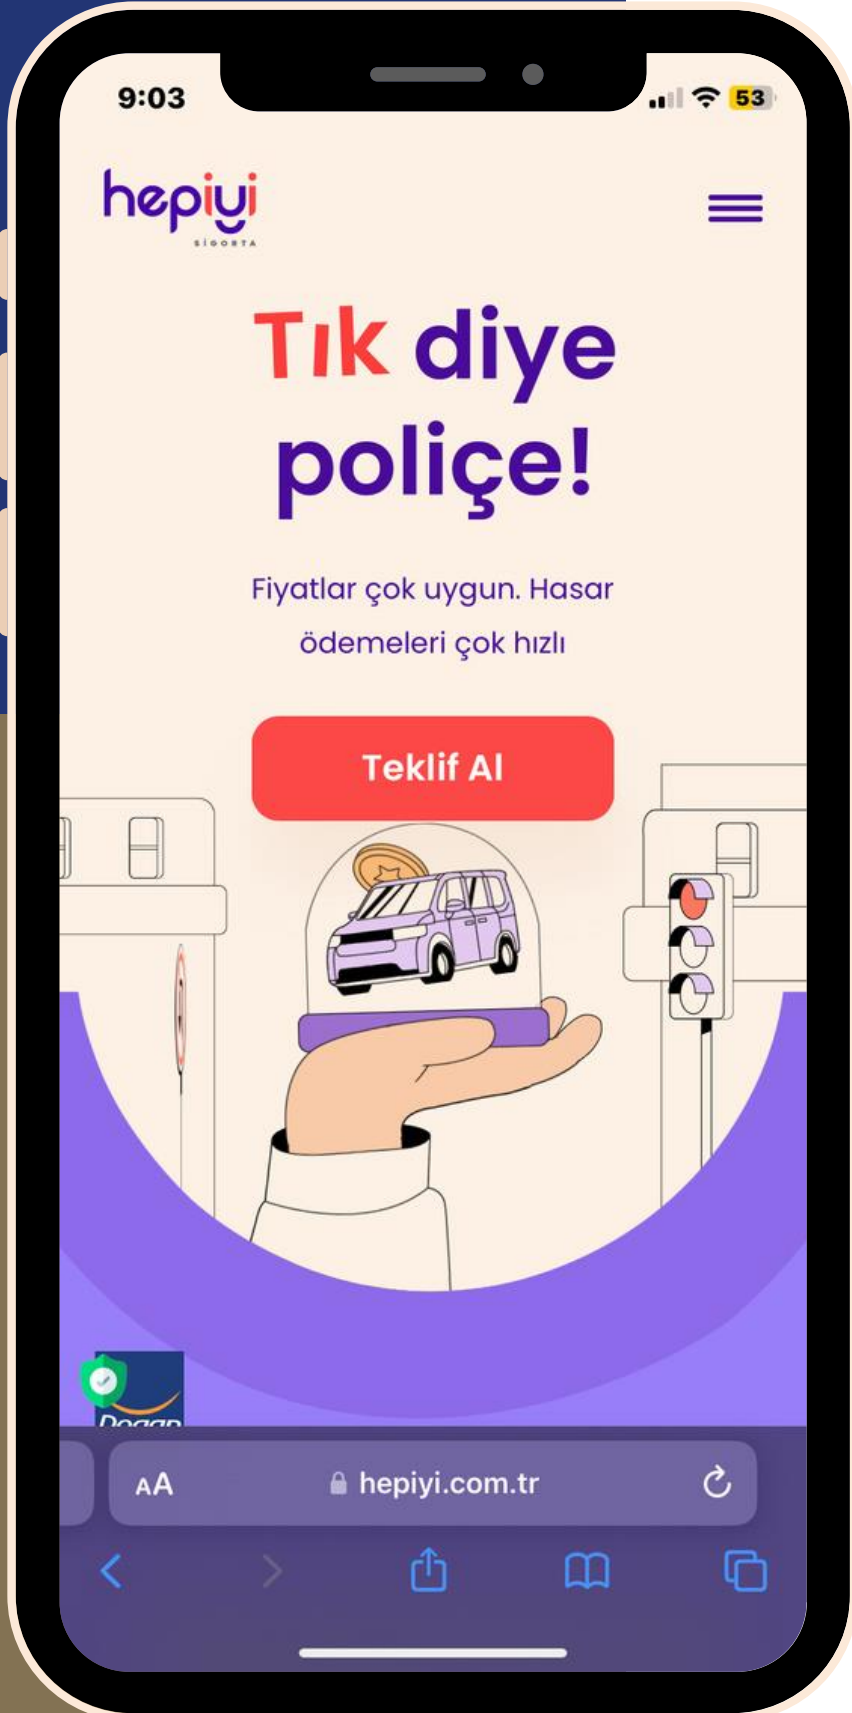 9:03
53
hepiyi
SİGORTA
Tık diye
poliçe!
Fiyatlar çok uygun. Hasar
ödemeleri çok hızlı
Teklif Al
AA
hepiyi.com.tr